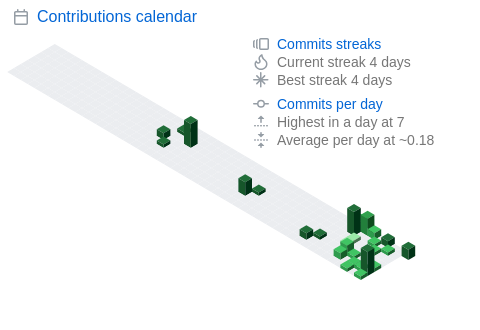 Contributions calendar
Commits streaks
Current streak 4 days
Best streak 4 days
Commits per day
Highest in a day at 7
Average per day at ~0.18